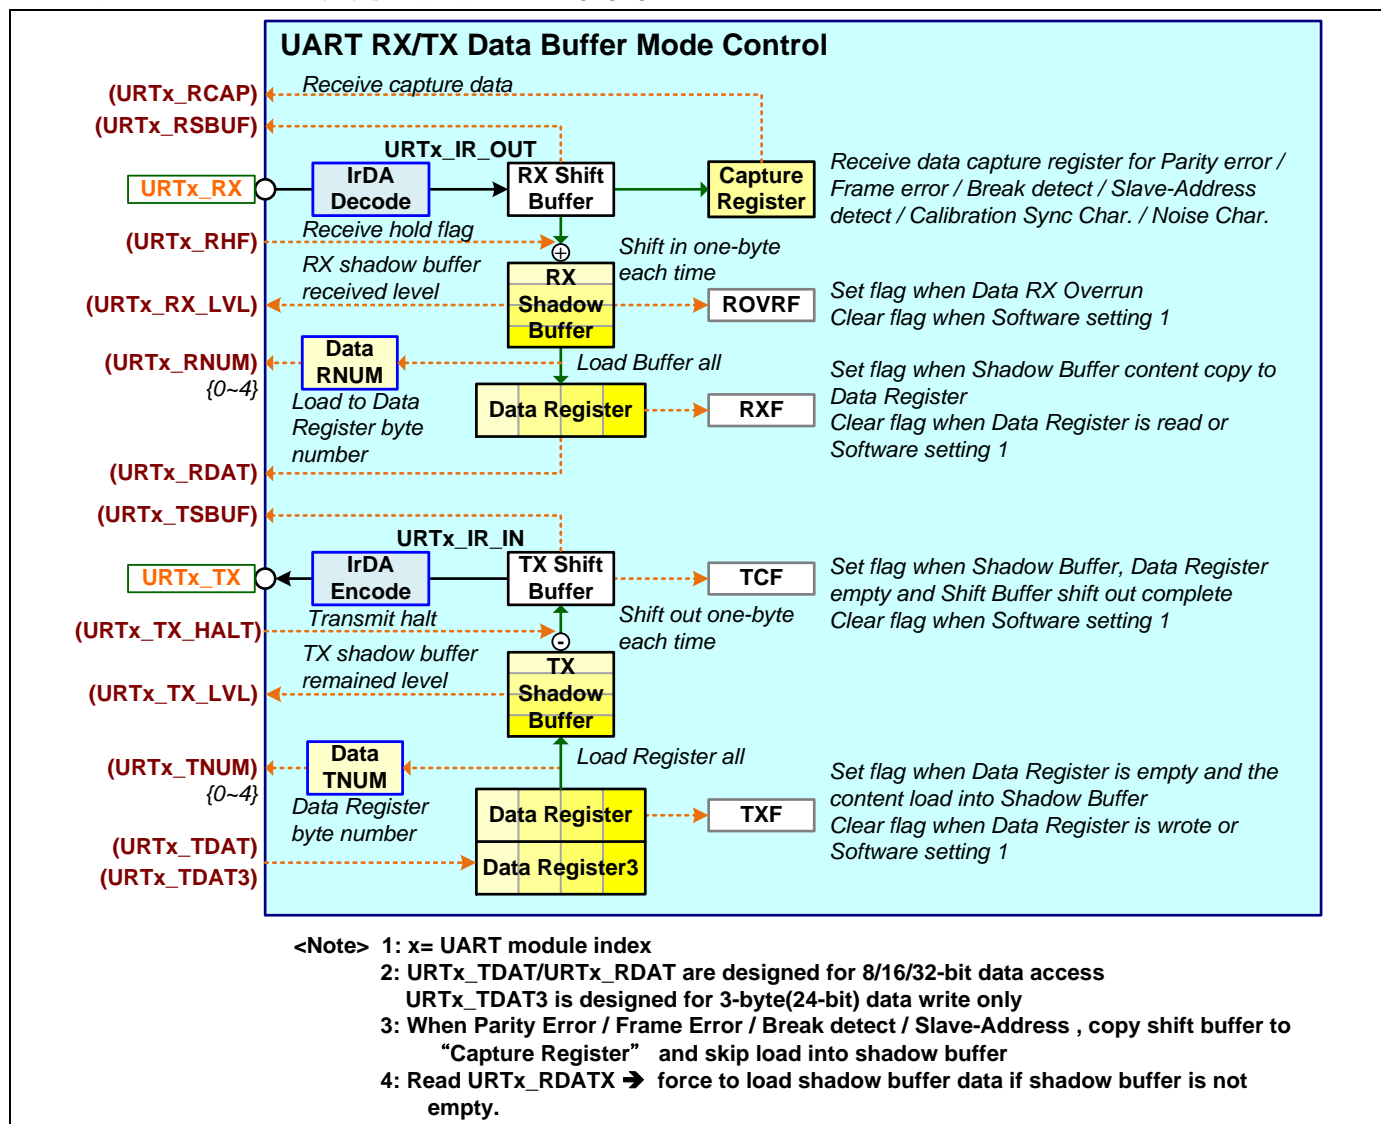 UART RX/TX Data Buffer Mode Control
(URTx_RCAP)
Receive capture data
(URTx_RSBUF)
URTx_IR_OUT
URTx_RX
IrDA
Decode
RX Shift
Buffer
Capture
Register
Receive data capture register for Parity error /
Frame error / Break detect / Slave-Address
detect / Calibration Sync Char. / Noise Char.
(URTx_RHF)
Receive hold flag
+
Shift in one-byte
each time
RX shadow buffer
received level
(URTx_RX_LVL)
RX
Shadow
Buffer
ROVRF
Set flag when Data RX Overrun
Clear flag when Software setting 1
(URTx_RNUM)
{0~4}
Data
RNUM
Load Buffer all
Load to Data
Register byte
number
Data Register
RXF
Set flag when Shadow Buffer content copy to
Data Register
Clear flag when Data Register is read or
Software setting 1
(URTx_RDAT)
(URTx_TSBUF)
URTx_IR_IN
URTx_TX
IrDA
Encode
TX Shift
Buffer
TCF
Set flag when Shadow Buffer, Data Register
empty and Shift Buffer shift out complete
Clear flag when Software setting 1
(URTx_TX_HALT)
Transmit halt
-
Shift out one-byte
each time
TX shadow buffer
remained level
(URTx_TX_LVL)
TX
Shadow
Buffer
(URTx_TNUM)
{0~4}
Data
TNUM
Load Register all
Data Register
byte number
Data Register
TXF
Set flag when Data Register is empty and the
content load into Shadow Buffer
Clear flag when Data Register is wrote or
Software setting 1
(URTx_TDAT)
(URTx_TDAT3)
Data Register3
<Note> 1: x= UART module index
2: URTx_TDAT/URTx_RDAT are designed for 8/16/32-bit data access
URTx_TDAT3 is designed for 3-byte(24-bit) data write only
3: When Parity Error / Frame Error / Break detect / Slave-Address , copy shift buffer to
“Capture Register” and skip load into shadow buffer
4: Read URTx_RDATX ➔ force to load shadow buffer data if shadow buffer is not
empty.